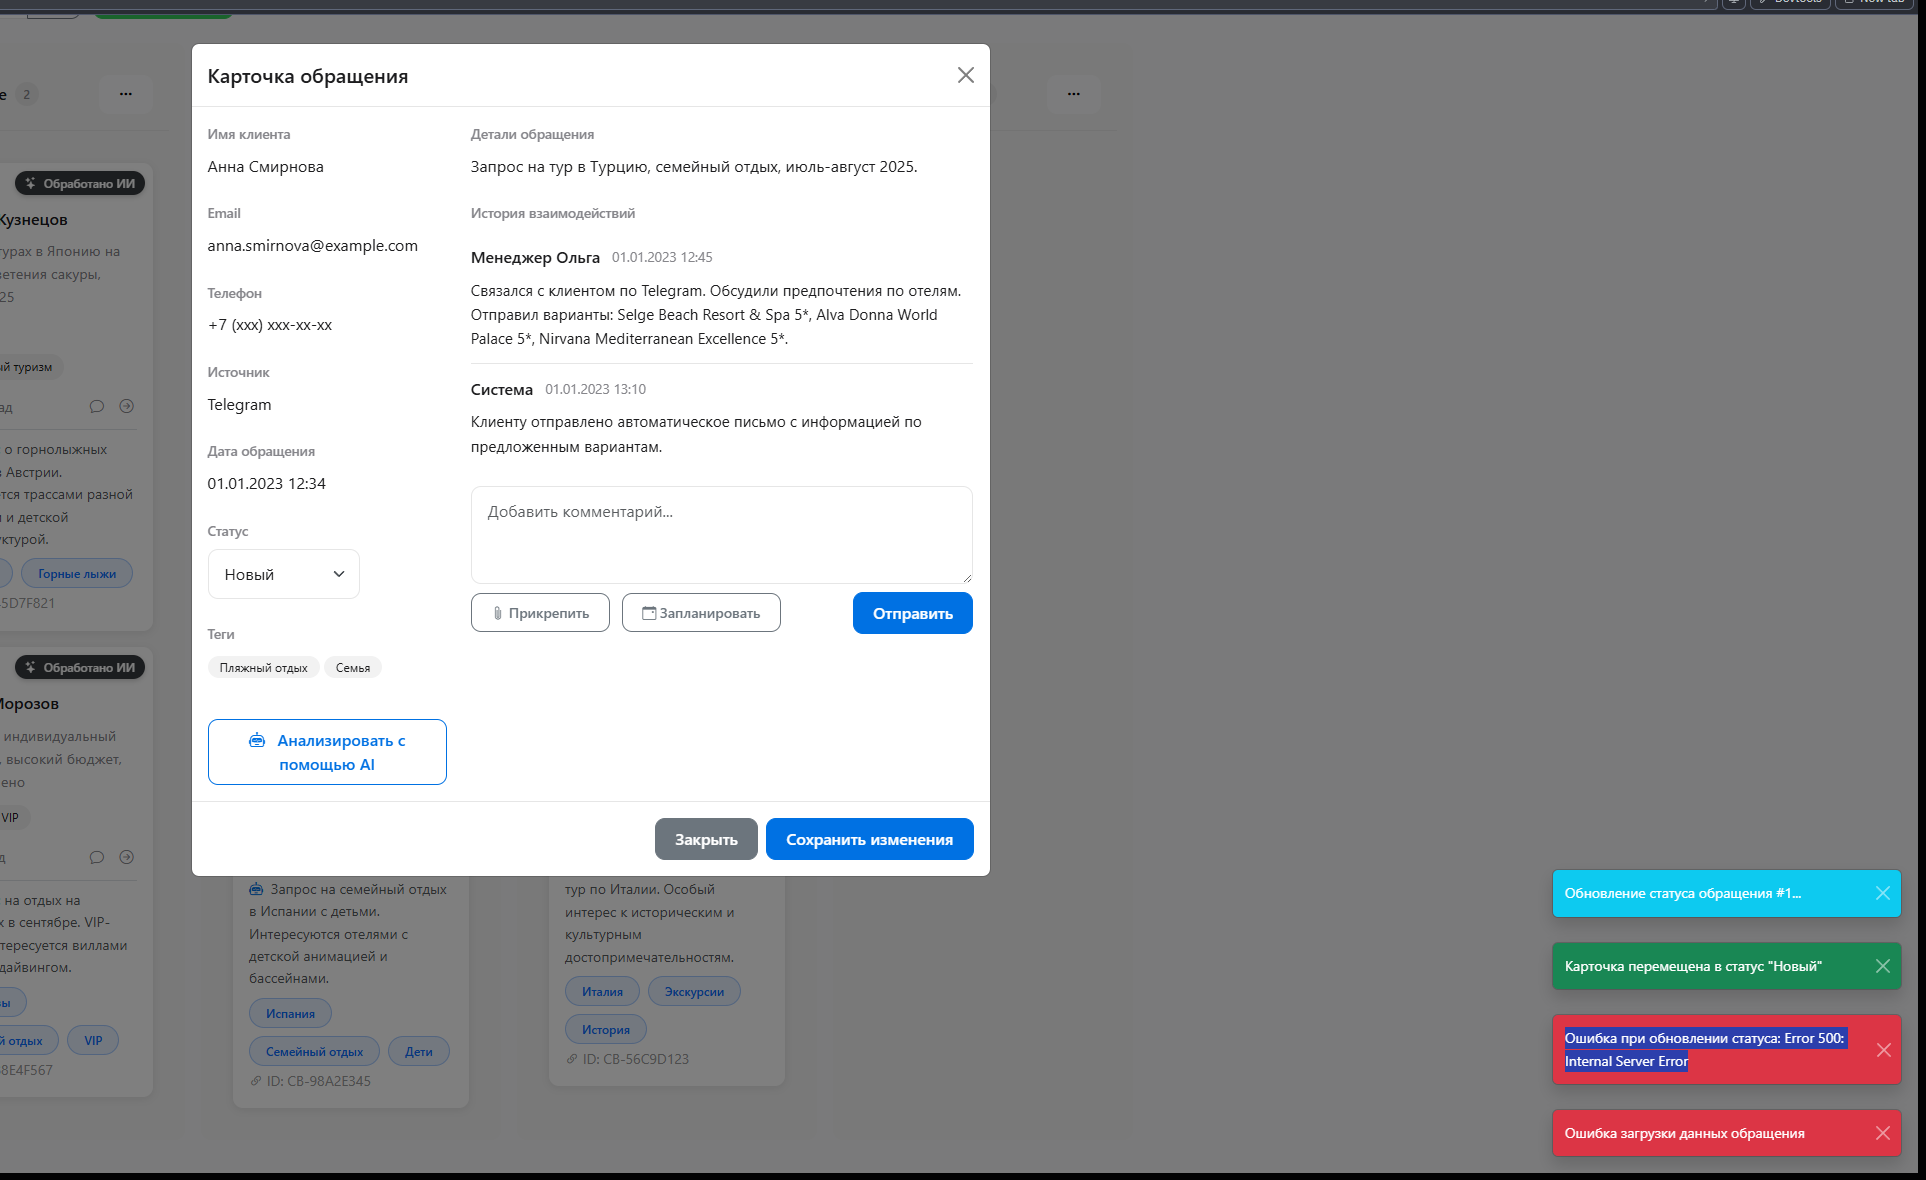 Карточка обращения
Имя клиента
Анна Смирнова
Email
anna.smirnova@example.com
Телефон
+7 (xxx) xxx-xx-xx
Источник
Telegram
Дата обращения
01.01.2023 12:34
Статус
Новый
Теги
Пляжный отдых
Семья
Анализировать с
помощью AI
Детали обращения
Запрос на тур в Турцию, семейный отдых, июль-август 2025.
История взаимодействий
Менеджер Ольга 01.01.2023 12:45
Связался с клиентом по Telegram. Обсудили предпочтения по отелям.
Отправил варианты: Selge Beach Resort & Spa 5*, Alva Donna World
Palace 5*, Nirvana Mediterranean Excellence 5*.
Система 01.01.2023 13:10
Клиенту отправлено автоматическое письмо с информацией по
предложенным вариантам.
Добавить комментарий...
Прикрепить
Запланировать
Отправить
Закрыть
Сохранить изменения
2
...
...
Обработано ИИ
Кузнецов
турах в Японию на
сакуры,
25
туризм
о горнолыжных
Австрии.
трассами разной
и детской
Горные лыжи
5D7F821
Обработано ИИ
Морозов
индивидуальный
высокий бюджет,
VIP
на отдых на
в сентябре. VIP-
виллами
дайвингом.
отдых
VIP
8E4F567
Запрос на семейный отдых
в Испании с детьми.
Интересуются отелями с
детской анимацией и
бассейнами.
Испания
Семейный отдых
Дети
ID: CB-98A2E345
тур по Италии. Особый
интерес к историческим и
культурным
достопримечательностям.
Италия
Экскурсии
История
ID: CB-56C9D123
Обновление статуса обращения #1...
Карточка перемещена в статус "Новый"
Ошибка при обновлении статуса: Error 500:
Internal Server Error
Ошибка загрузки данных обращения